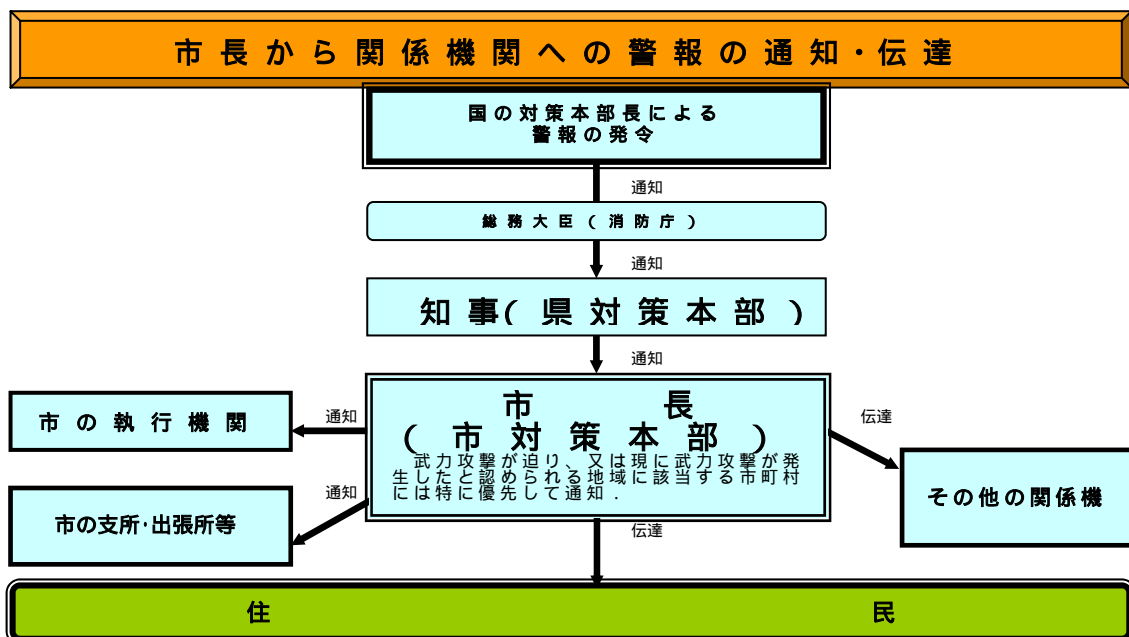 市長から関係機関への警報の通知・伝達
国の対策本部長による
警報の発令
通知
総務大臣(消防庁)
通知
知事(県対策本部)
通知
市長
(市対策本部)
武力攻撃が迫り、又は現に武力攻撃が発
生したと認められる地域に該当する市町村
には特に優先して通知.
市の執行機関
通知
伝達
市の支所・出張所等
通知
その他の関係機
伝達
住民